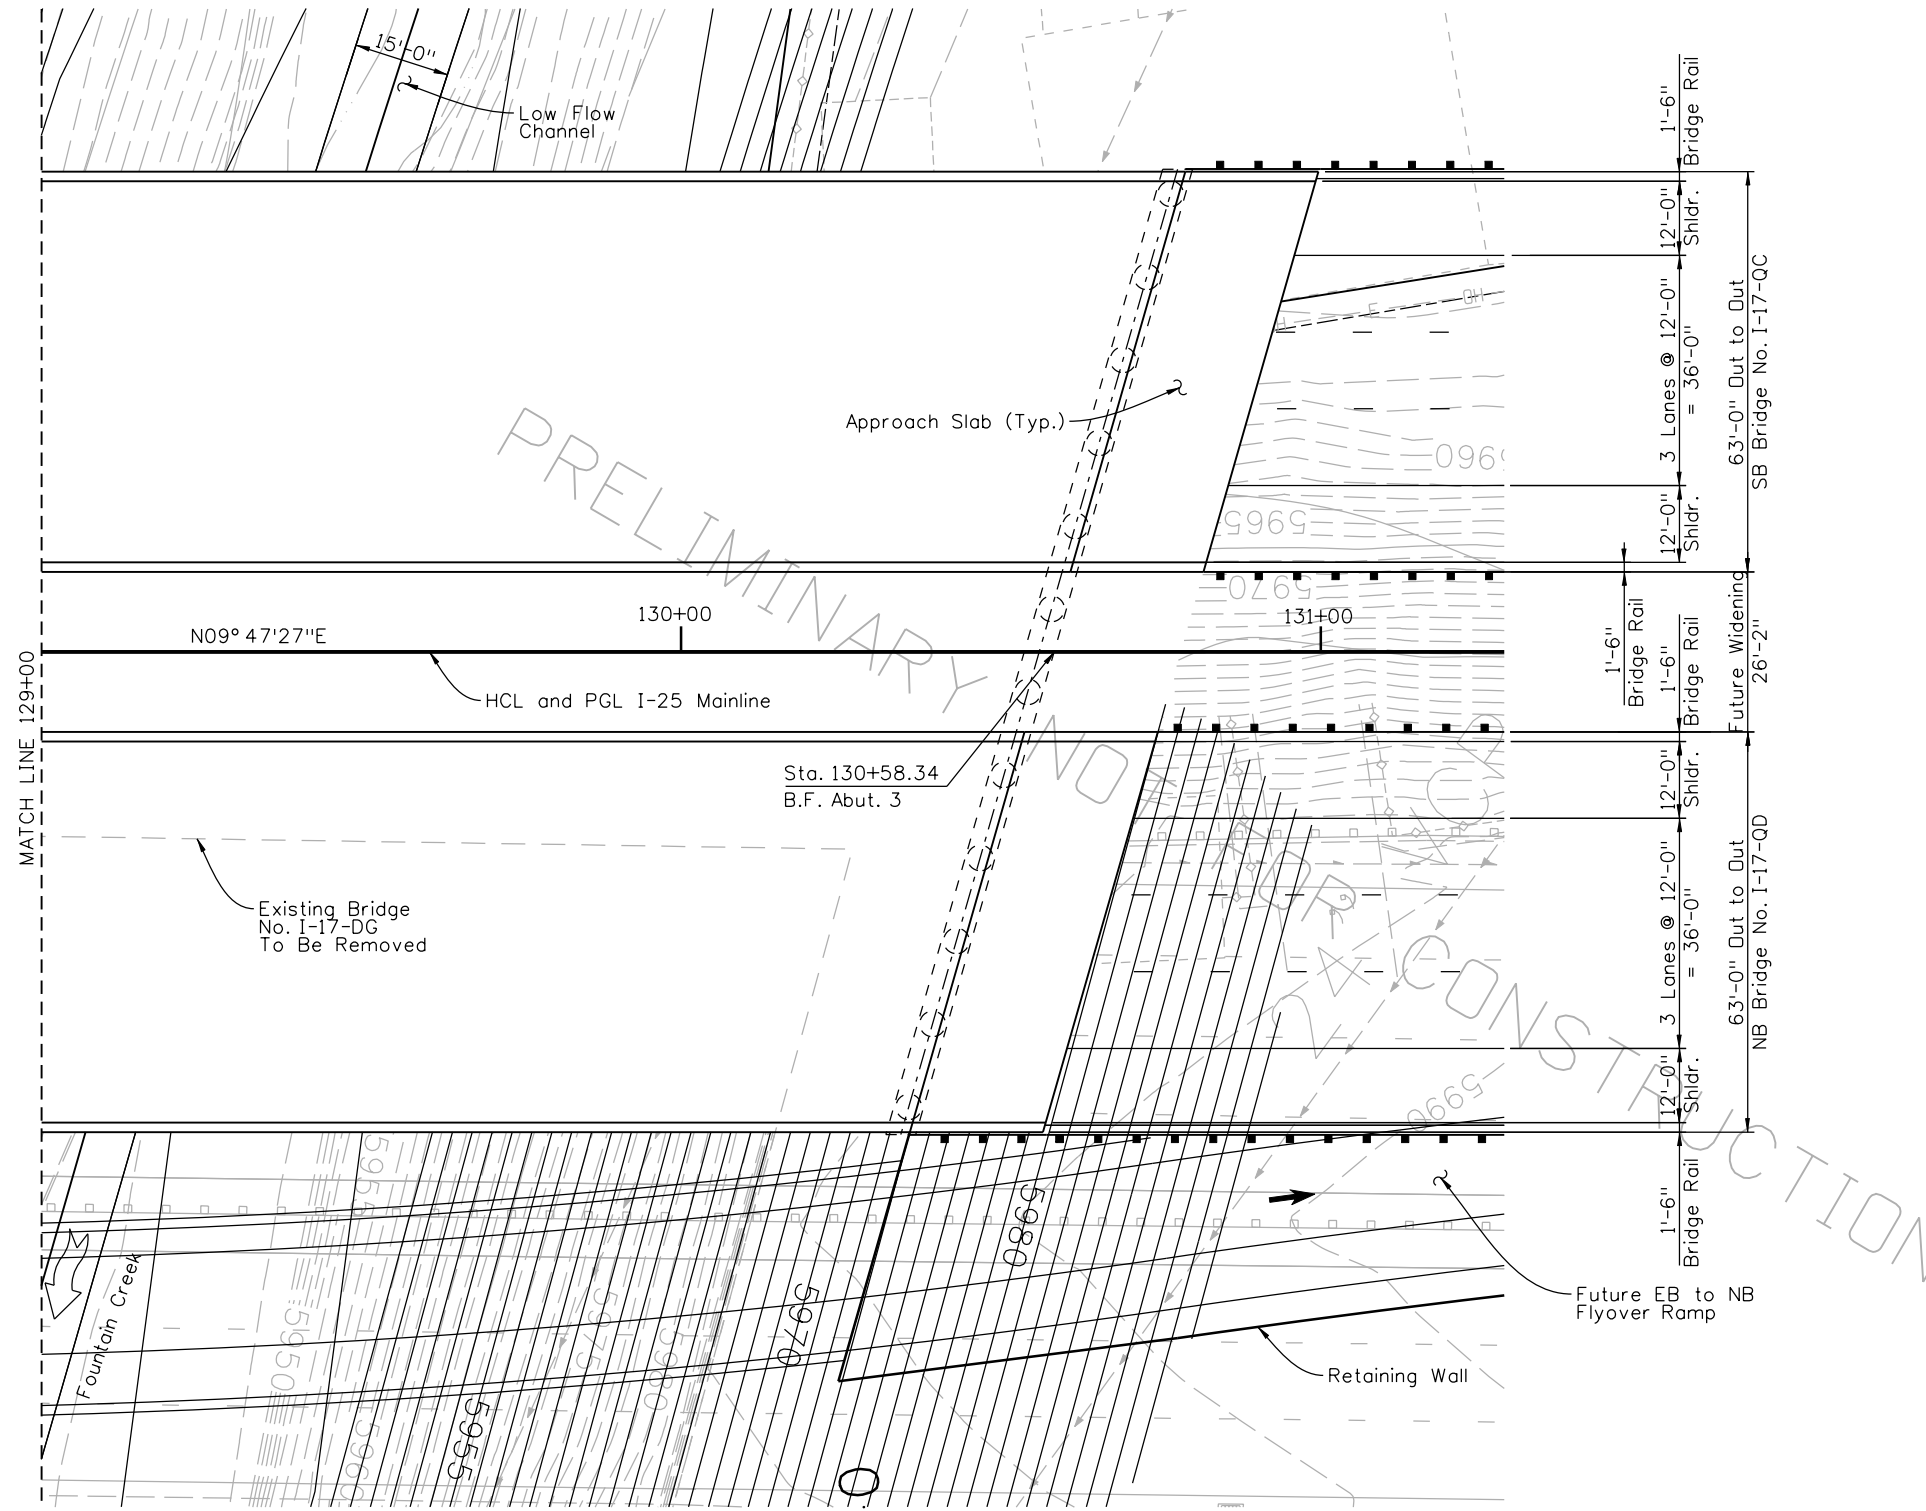 15'-0"
Low Flow
Channel
1'-6"
Bridge Rail
12'-0"
Shldr.
3 Lanes @ 12'-0"
= 36'-0"
63'-0" Out to Out
SB Bridge No. I-17-QC
12'-0"
Shldr.
Approach Slab (Typ.)
OH
E
5960
5965
5970
PRELIMINARY NOT FOR CONSTRUCTION
130+00
131+00
N09°47'27"E
HCL and PGL I-25 Mainline
MATCH LINE 129+00
1'-6"
Bridge Rail
1'-6"
Bridge Rail
Future Widening
26'-2"
Sta. 130+58.34
B.F. Abut. 3
12'-0"
Shldr.
3 Lanes @ 12'-0"
= 36'-0"
63'-0" Out to Out
NB Bridge No. I-17-QD
12'-0"
Shldr.
Existing Bridge
No. I-17-DG
To Be Removed
5990
1'-6"
Bridge Rail
5945
5980
Fountain Creek
5950
5975
5980
5970
5960
5955
Future EB to NB
Flyover Ramp
Retaining Wall